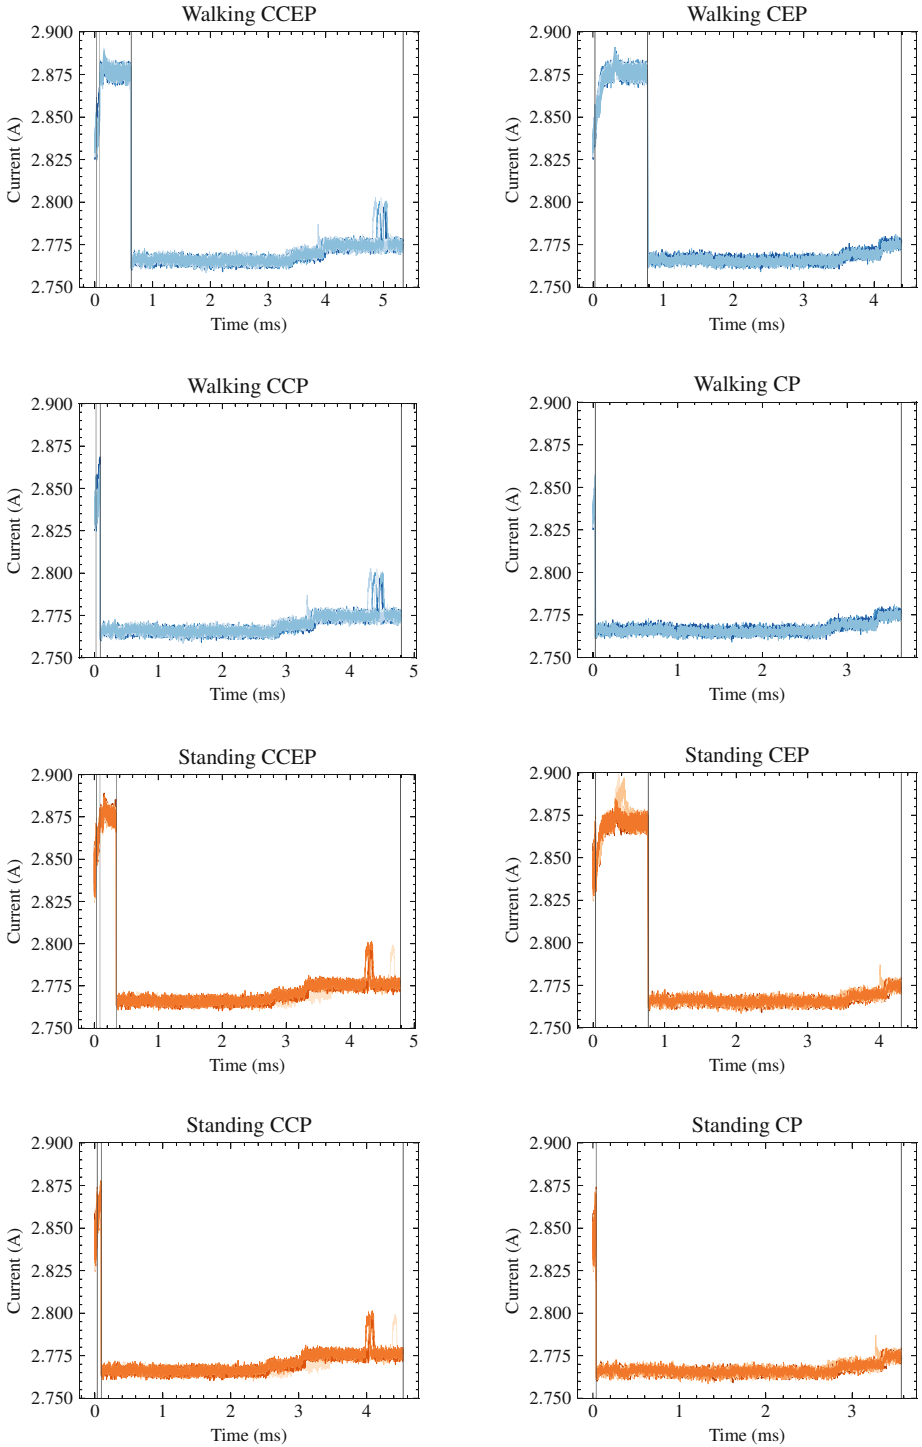 Walking CCEP
2.900
2.875
2.850
2.825
2.800
2.775
2.750
Current (A)
0 1 2 3 4 5
Time (ms)
Walking CEP
2.900
2.875
2.850
2.825
2.800
2.775
2.750
Current (A)
0 1 2 3 4
Time (ms)
Walking CCP
2.900
2.875
2.850
2.825
2.800
2.775
2.750
Current (A)
0 1 2 3 4 5
Time (ms)
Walking CP
2.900
2.875
2.850
2.825
2.800
2.775
2.750
Current (A)
0 1 2 3
Time (ms)
Standing CCEP
2.900
2.875
2.850
2.825
2.800
2.775
2.750
Current (A)
0 1 2 3 4 5
Time (ms)
Standing CEP
2.900
2.875
2.850
2.825
2.800
2.775
2.750
Current (A)
0 1 2 3 4
Time (ms)
Standing CCP
2.900
2.875
2.850
2.825
2.800
2.775
2.750
Current (A)
0 1 2 3 4
Time (ms)
Standing CP
2.900
2.875
2.850
2.825
2.800
2.775
2.750
Current (A)
0 1 2 3
Time (ms)